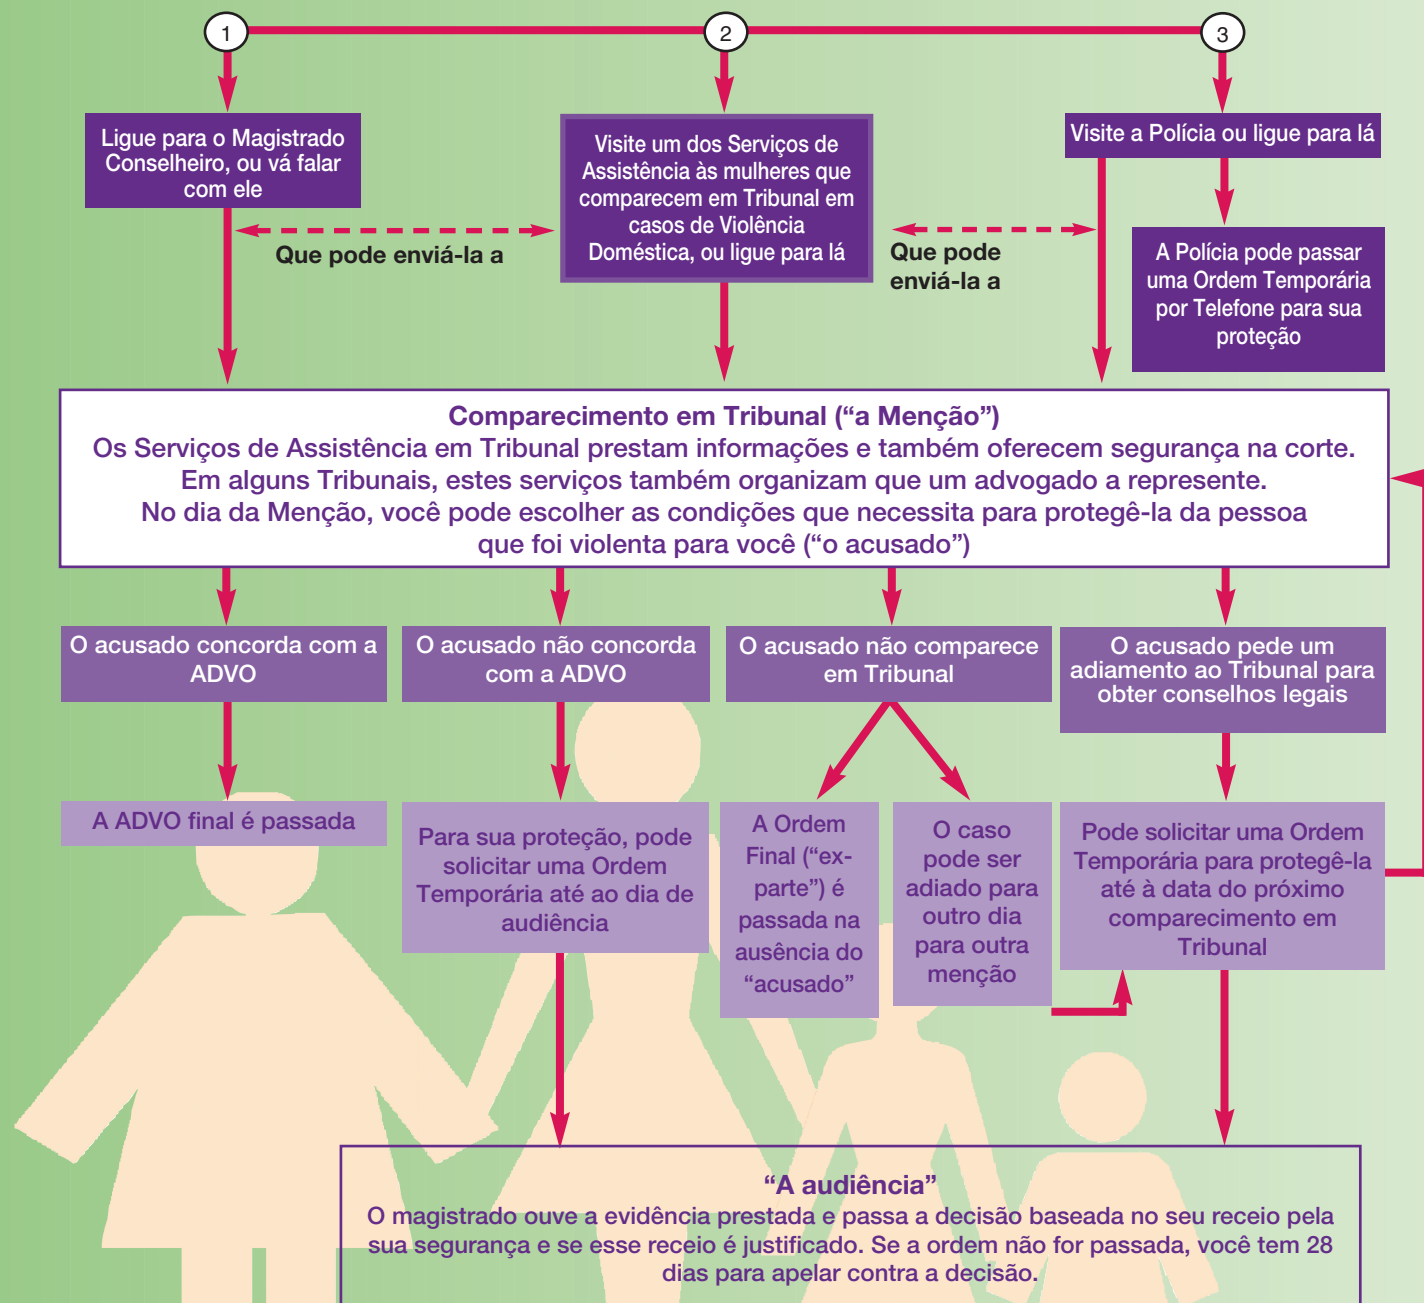 1
2
3
Ligue para o Magistrado
Conselheiro, ou vá falar
com ele
Visite um dos Serviços de
Assistência às mulheres que
comparecem em Tribunal em
casos de Violência
Doméstica, ou ligue para lá
Visite a Polícia ou ligue para lá
Que pode enviá-la a
Que pode
enviá-la a
A Polícia pode passar
uma Ordem Temporária
por Telefone para sua
proteção
Comparecimento em Tribunal (“a Menção”)
Os Serviços de Assistência em Tribunal prestam informações e também oferecem segurança na corte.
Em alguns Tribunais, estes serviços também organizam que um advogado a represente.
No dia da Menção, você pode escolher as condições que necessita para protegê-la da pessoa
que foi violenta para você (“o acusado”)
O acusado concorda com a
ADVO
O acusado não concorda
com a ADVO
O acusado não comparece
em Tribunal
O acusado pede um
adiamento ao Tribunal para
obter conselhos legais
A ADVO final é passada
Para sua proteção, pode
solicitar uma Ordem
Temporária até ao dia de
audiência
A Ordem
Final (“ex-
parte”) é
passada na
ausência do
“acusado”
O caso
pode ser
adiado para
outro dia
para outra
menção
Pode solicitar uma Ordem
Temporária para protegê-la
até à data do próximo
comparecimento em
Tribunal
“A audiência”
O magistrado ouve a evidência prestada e passa a decisão baseada no seu receio pela
sua segurança e se esse receio é justificado. Se a ordem não for passada, você tem 28
dias para apelar contra a decisão.